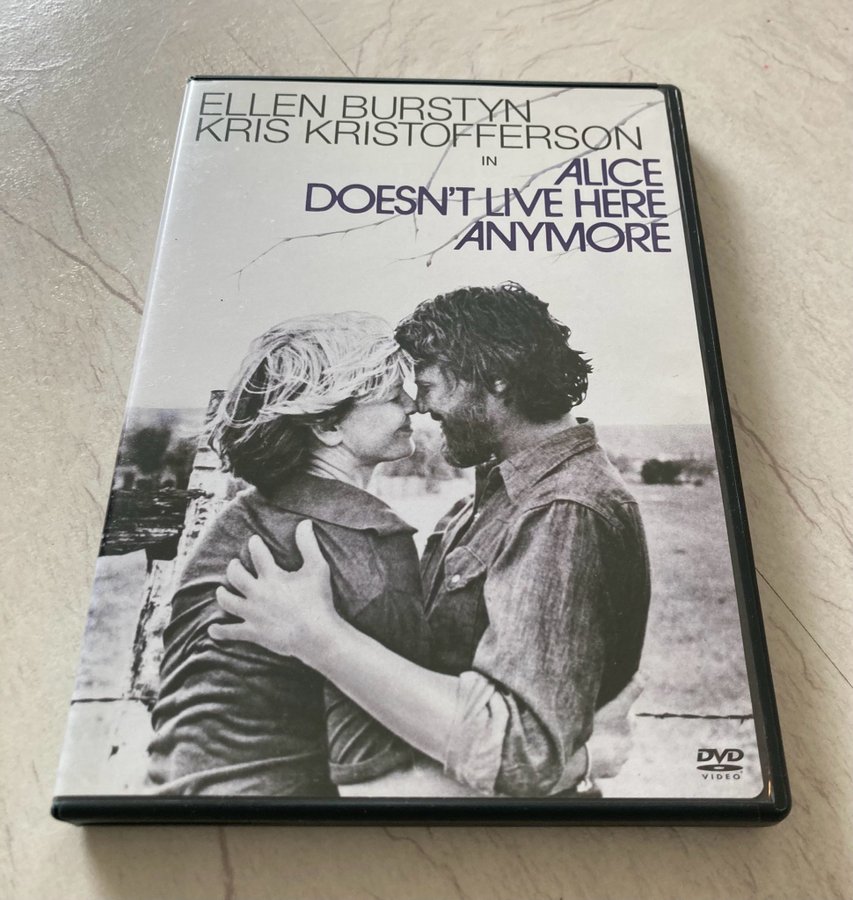 ELLEN BURSTYN
KRIS KRISTOFFERSON
IN
ALICE
DOESN'T LIVE HERE
ANYMORE
DVD
VIDEO